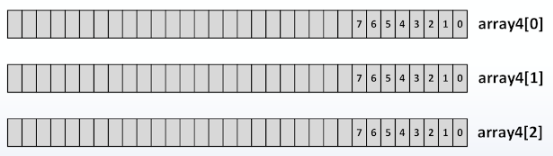 7 6 5 4 3 2 1 0 array4[0]
7 6 5 4 3 2 1 0 array4[1]
7 6 5 4 3 2 1 0 array4[2]